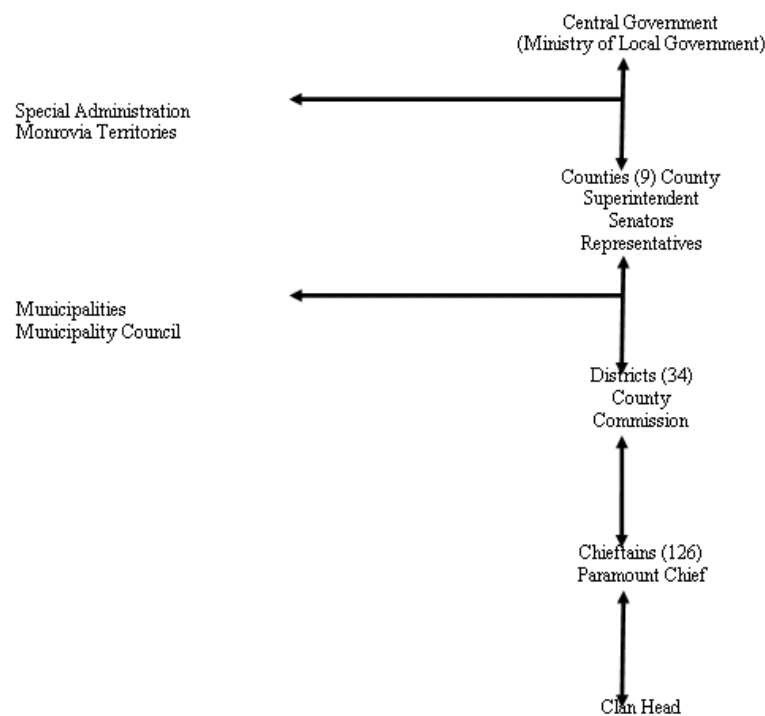 Central Government
(Ministry of Local Government)
Special Administration
Monrovia Territories
Counties (9) County
Superintendent
Senators
Representatives
Municipalities
Municipality Council
Districts (34)
County
Commission
Chieftains (126)
Paramount Chief
Clan Head